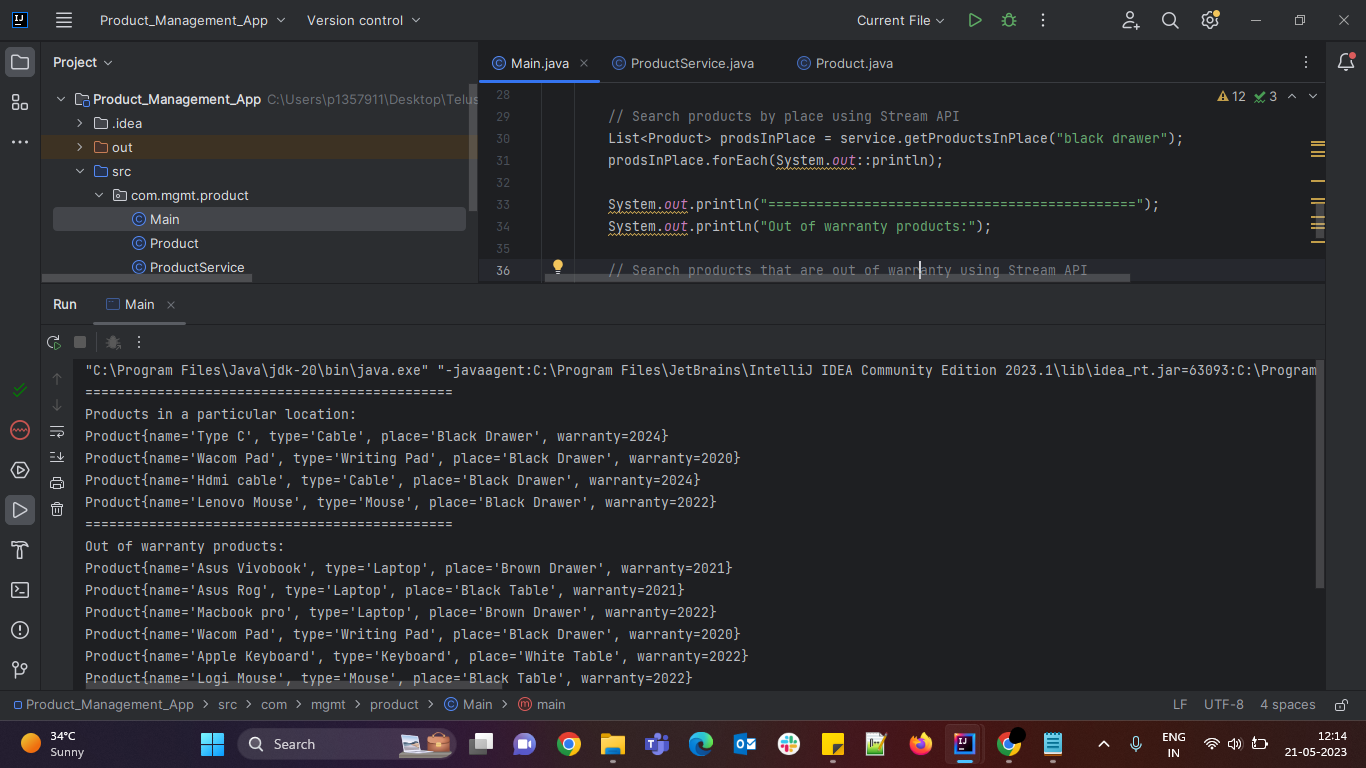 Product_Management_App
Version control
Current File
Project
Product_Management_App C:\Users\p1357911\Desktop\Telus
.idea
out
src
com.mgmt.product
Main
Product
ProductService
Main.java
ProductService.java
Product.java
12
3
28
29 // Search products by place using Stream API
30 List<Product> prodsInPlace = service.getProductsInPlace("black drawer");
31 prodsInPlace.forEach(System.out::println);
32
33 System.out.println("==============================================");
34 System.out.println("Out of warranty products:");
35
36 // Search products that are out of warranty using Stream API
Run
Main
"C:\Program Files\Java\jdk-20\bin\java.exe" "-javaagent:C:\Program Files\JetBrains\IntelliJ IDEA Community Edition 2023.1\lib\idea_rt.jar=63093:C:\Program
==============================================
Products in a particular location:
Product{name='Type C', type='Cable', place='Black Drawer', warranty=2024}
Product{name='Wacom Pad', type='Writing Pad', place='Black Drawer', warranty=2020}
Product{name='Hdmi cable', type='Cable', place='Black Drawer', warranty=2024}
Product{name='Lenovo Mouse', type='Mouse', place='Black Drawer', warranty=2022}
==============================================
Out of warranty products:
Product{name='Asus Vivobook', type='Laptop', place='Brown Drawer', warranty=2021}
Product{name='Asus Rog', type='Laptop', place='Black Table', warranty=2021}
Product{name='Macbook pro', type='Laptop', place='Brown Drawer', warranty=2022}
Product{name='Wacom Pad', type='Writing Pad', place='Black Drawer', warranty=2020}
Product{name='Apple Keyboard', type='Keyboard', place='White Table', warranty=2022}
Product{name='Logi Mouse', type='Mouse', place='Black Table', warranty=2022}
Product_Management_App > src > com > mgmt > product > Main > main
LF
UTF-8
4 spaces
34°C
Sunny
Search
ENG
IN
12:14
21-05-2023